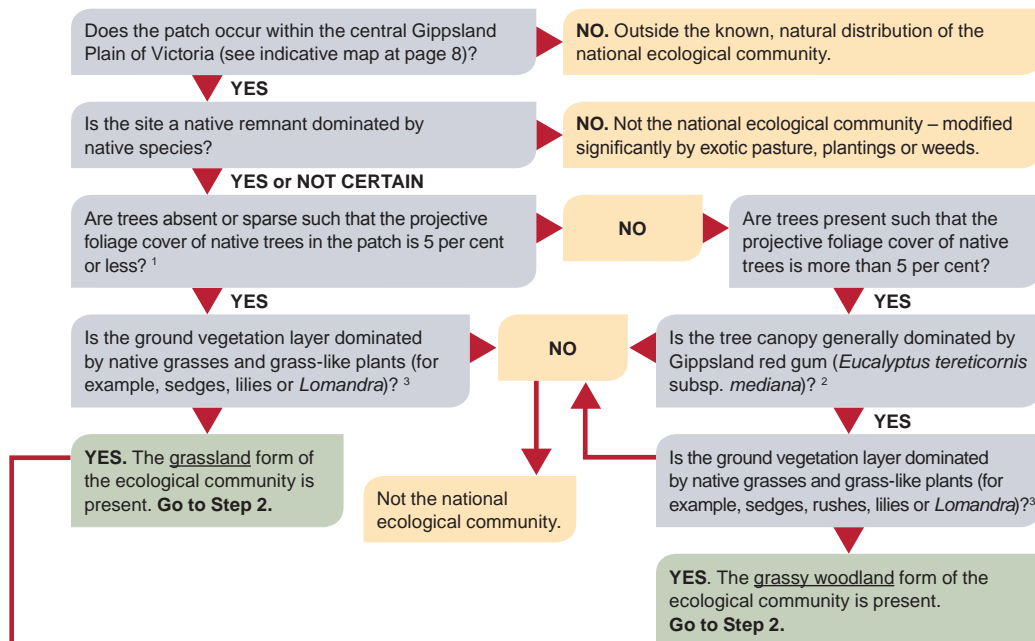 Does the patch occur within the central Gippsland
Plain of Victoria (see indicative map at page 8)?
NO. Outside the known, natural distribution of the
national ecological community.
YES
Is the site a native remnant dominated by
native species?
NO. Not the national ecological community – modified
significantly by exotic pasture, plantings or weeds.
YES or NOT CERTAIN
Are trees absent or sparse such that the projective
foliage cover of native trees in the patch is 5 per cent
or less? 1
NO
Are trees present such that the
projective foliage cover of native
trees is more than 5 per cent?
YES
YES
Is the ground vegetation layer dominated
by native grasses and grass-like plants (for
example, sedges, lilies or Lomandra)? 3
NO
Is the tree canopy generally dominated by
Gippsland red gum (Eucalyptus tereticornis
subsp. mediana)? 2
YES
YES. The grassland form of
the ecological community is
present. Go to Step 2.
Not the national
ecological community.
Is the ground vegetation layer dominated
by native grasses and grass-like plants (for
example, sedges, rushes, lilies or Lomandra)?3
YES. The grassy woodland form of the
ecological community is present.
Go to Step 2.